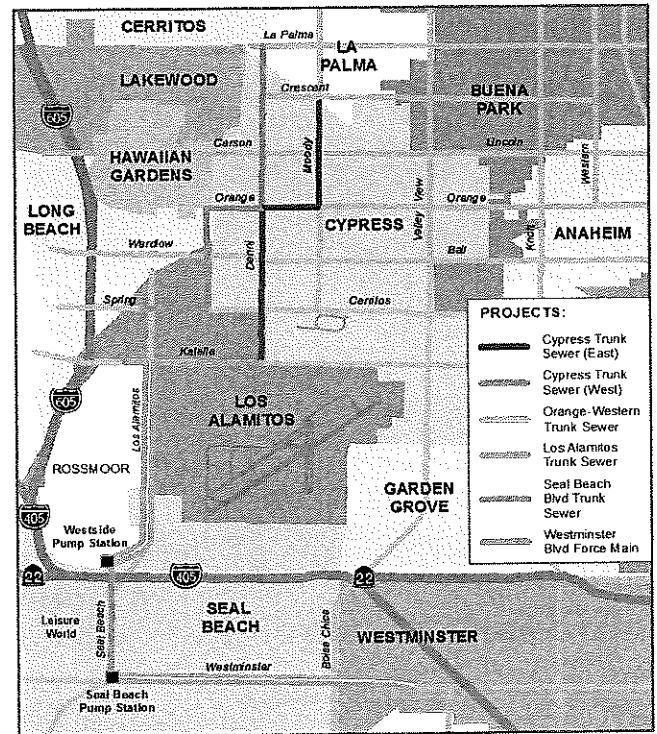 CERRITOS
La Palma
LA
PALMA
LAKEWOOD
Crescent
BUENA
PARK
605
Carson
Moody
Lincoln
Western
HAWAIIAN
GARDENS
Orange
Valley View
Orange
LONG
BEACH
CYPRESS
Knott
ANAHEIM
Wardlow
Denni
Ball
Spring
Cerritos
PROJECTS:
Cypress Trunk
Sewer (East)
Cypress Trunk
Sewer (West)
Orange-Western
Trunk Sewer
Los Alamitos
Trunk Sewer
Seal Beach
Blvd Trunk
Sewer
Westminster
Blvd Force Main
Katella
605
Los Alamitos
LOS
ALAMITOS
ROSSMOOR
GARDEN
GROVE
405
Westside
Pump Station
22
405
22
Leisure
World
Seal Beach
SEAL
BEACH
Bolsa Chica
WESTMINSTER
Westminster
Seal Beach
Pump Station